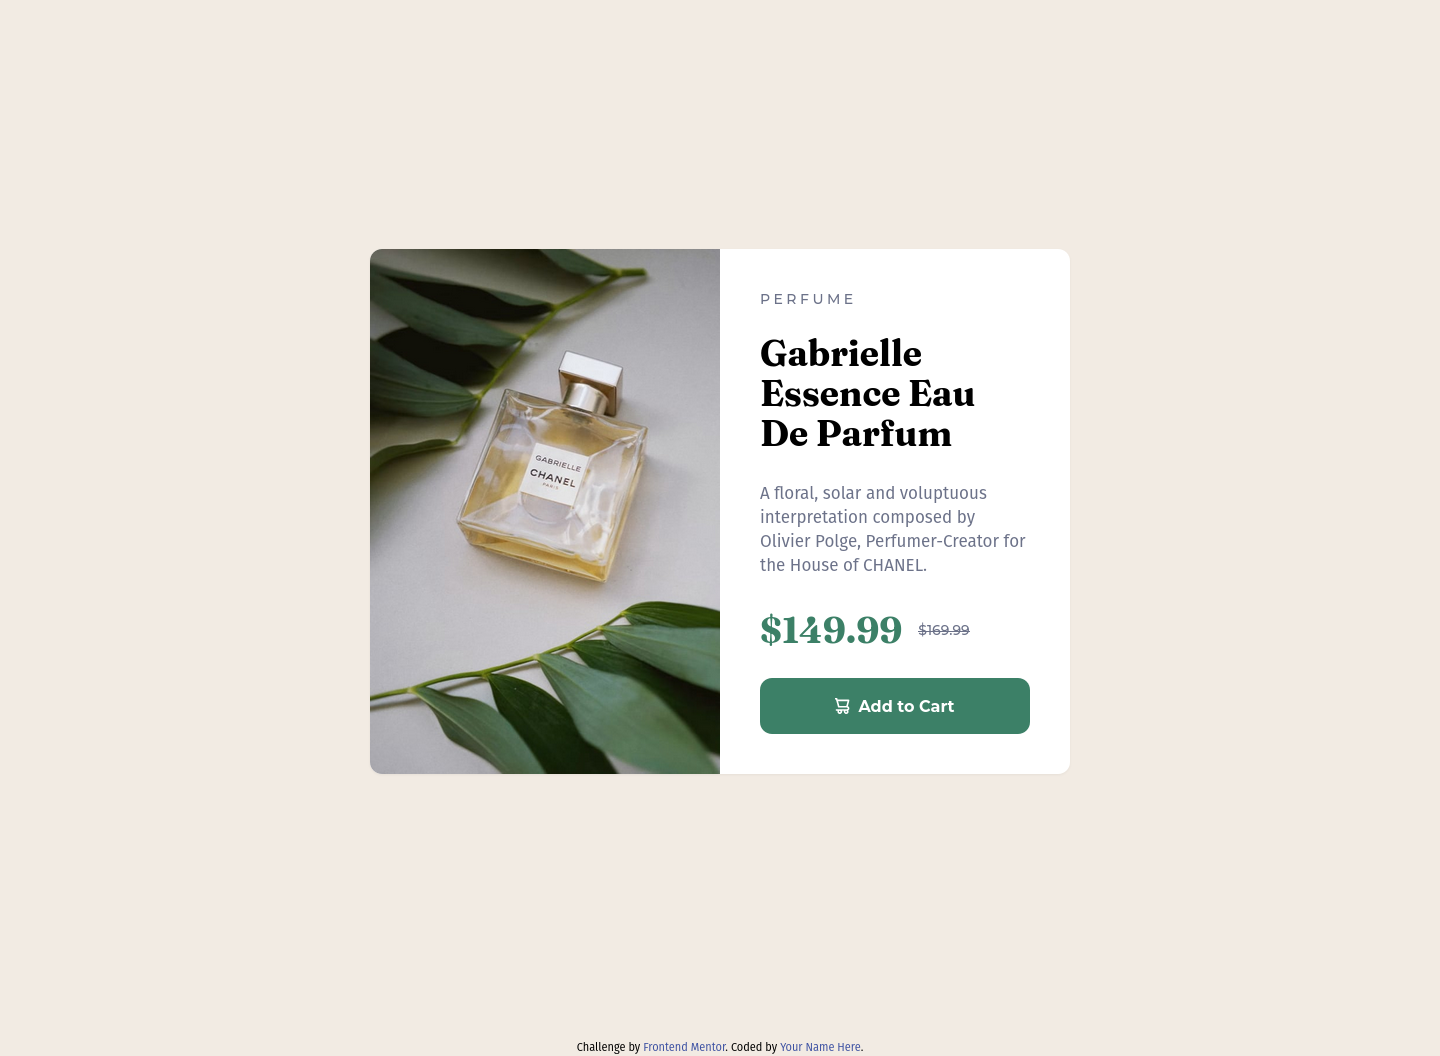 GABRIELLE
CHANEL
PARIS
PERFUME
Gabrielle
Essence Eau
De Parfum
A floral, solar and voluptuous
interpretation composed by
Olivier Polge, Perfumer-Creator for
the House of CHANEL.
$149.99 $169.99
Add to Cart
Challenge by Frontend Mentor. Coded by Your Name Here.